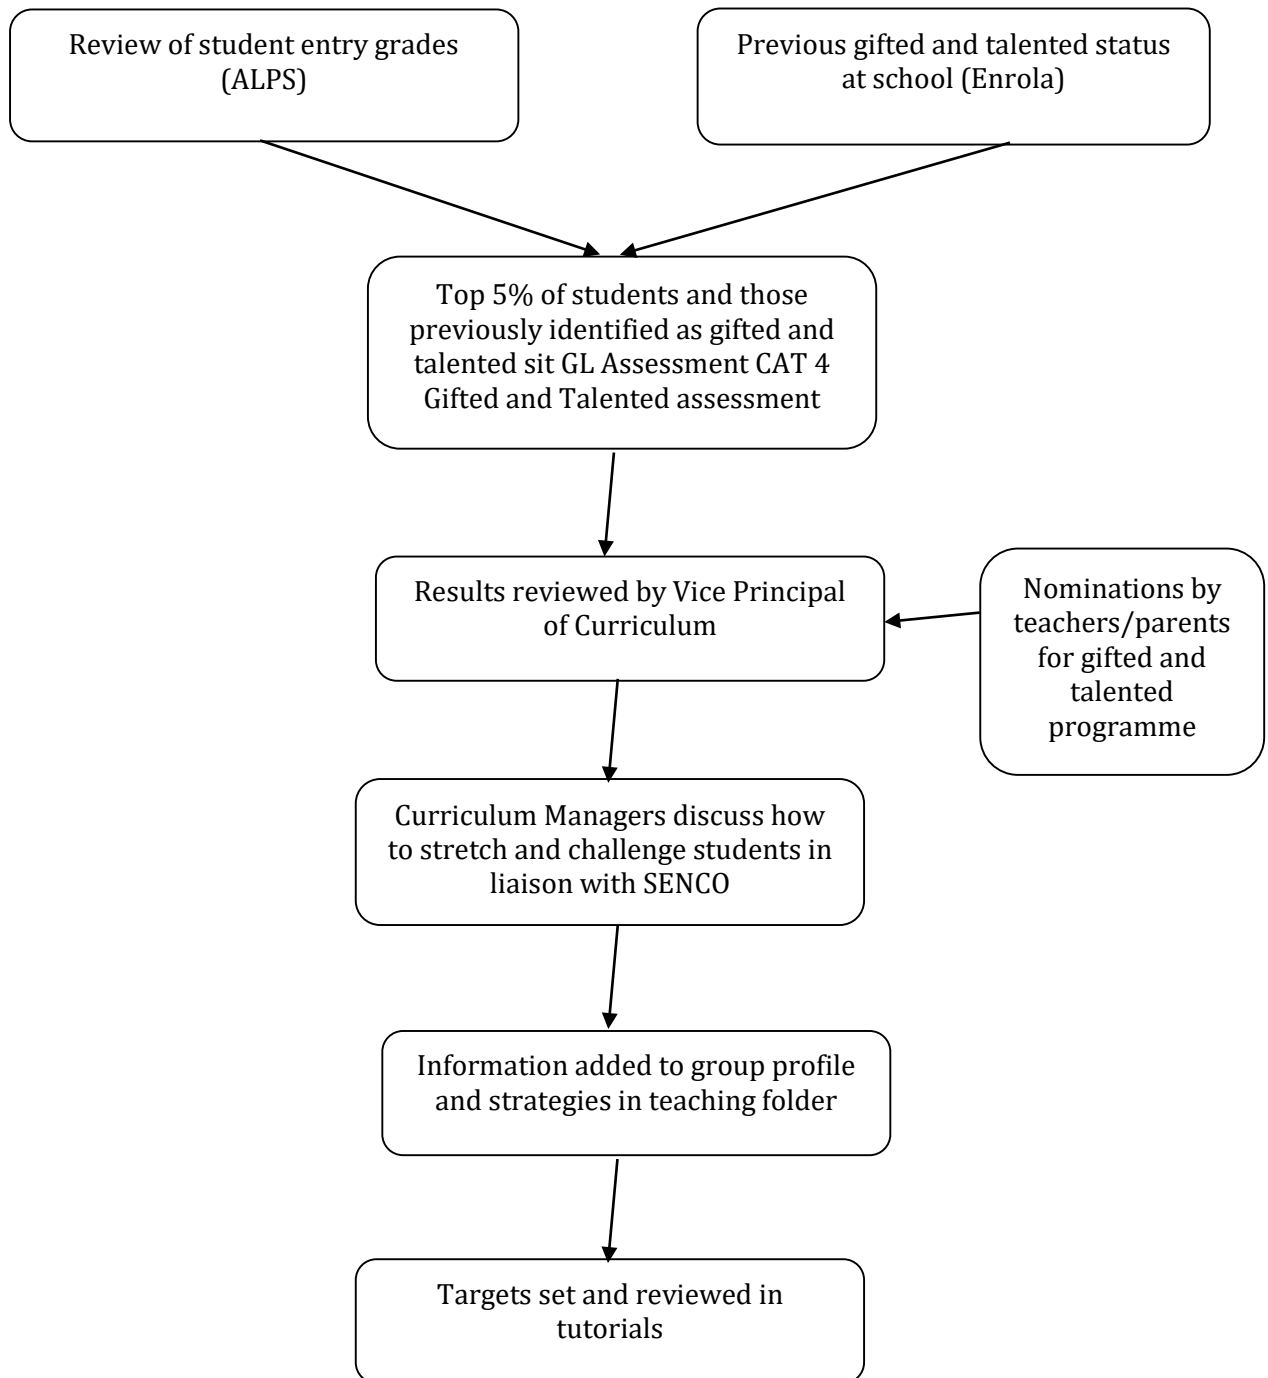 Review of student entry grades
(ALPS)
Previous gifted and talented status
at school (Enrola)
Top 5% of students and those
previously identified as gifted and
talented sit GL Assessment CAT 4
Gifted and Talented assessment
Results reviewed by Vice Principal
of Curriculum
Nominations by
teachers/parents
for gifted and
talented
programme
Curriculum Managers discuss how
to stretch and challenge students in
liaison with SENCO
Information added to group profile
and strategies in teaching folder
Targets set and reviewed in
tutorials